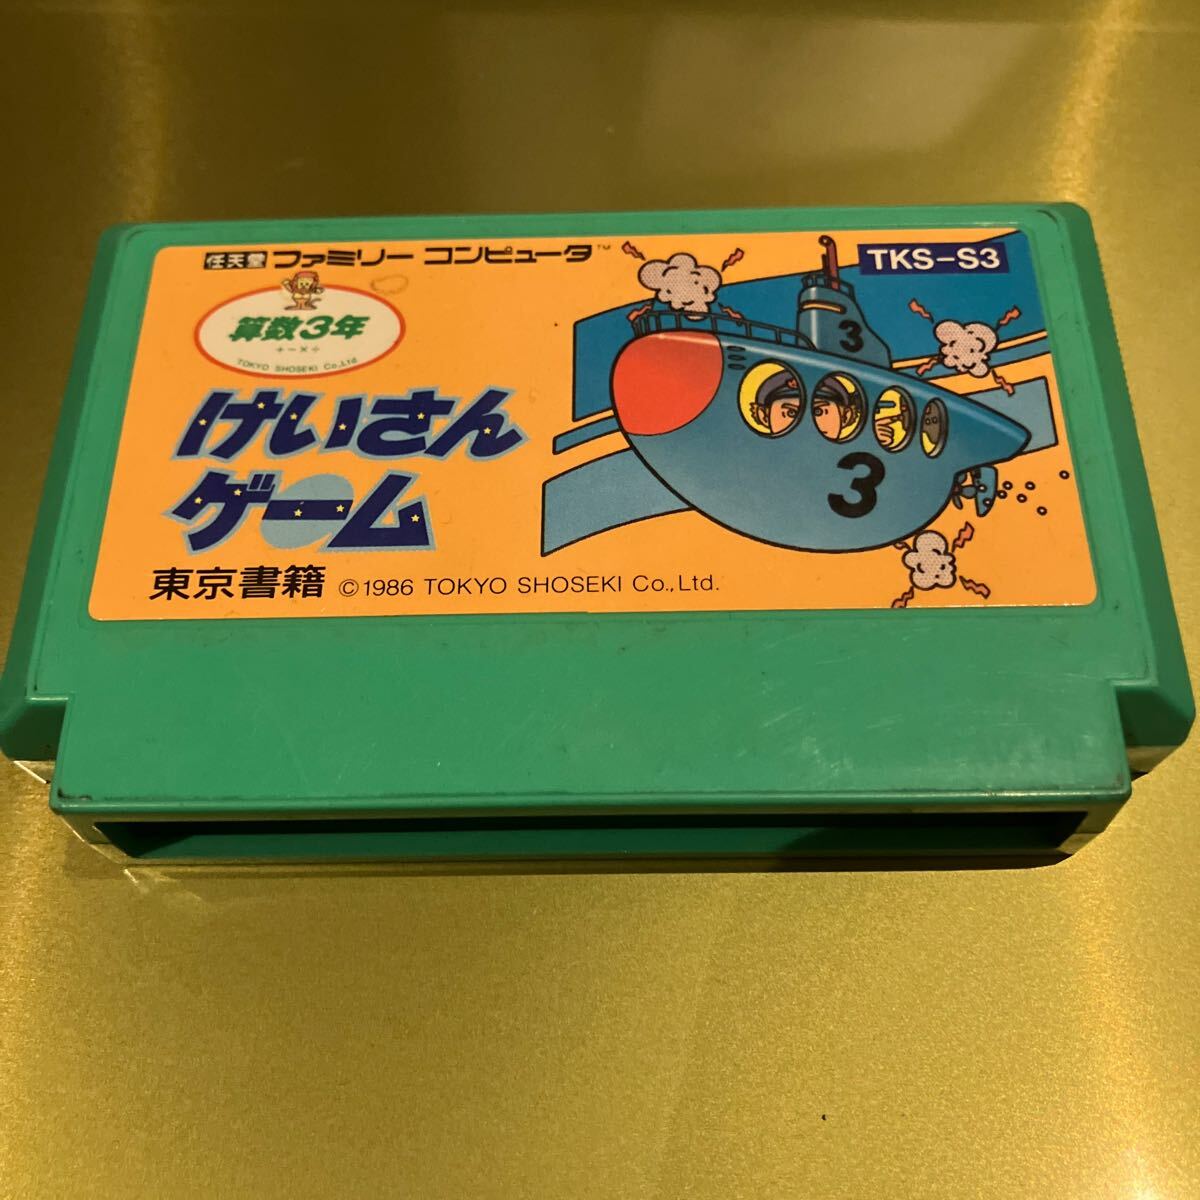 任天堂 ファミリー コンピュータ™
TKS-S3
算数3年
+-×÷
TOKYO SHOSEKI Co.,Ltd
けいさん
ゲーム
3
3
東京書籍 ©1986 TOKYO SHOSEKI Co.,Ltd.